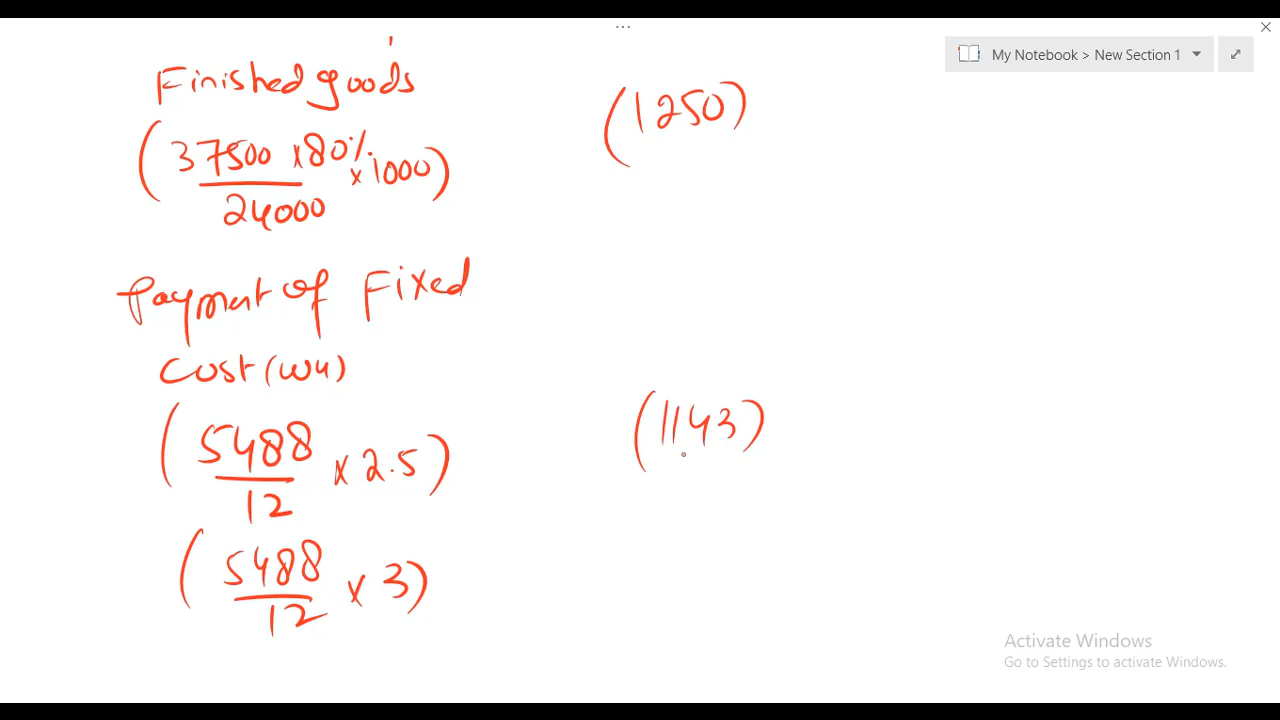 My Notebook > New Section 1
Finished goods
(1250)
(37500 x 80% x 1000)
24000
Payment of Fixed
Cost (W4)
(5488 x 2.5)
12
(1143)
(5488 x 3)
12
Activate Windows
Go to Settings to activate Windows.